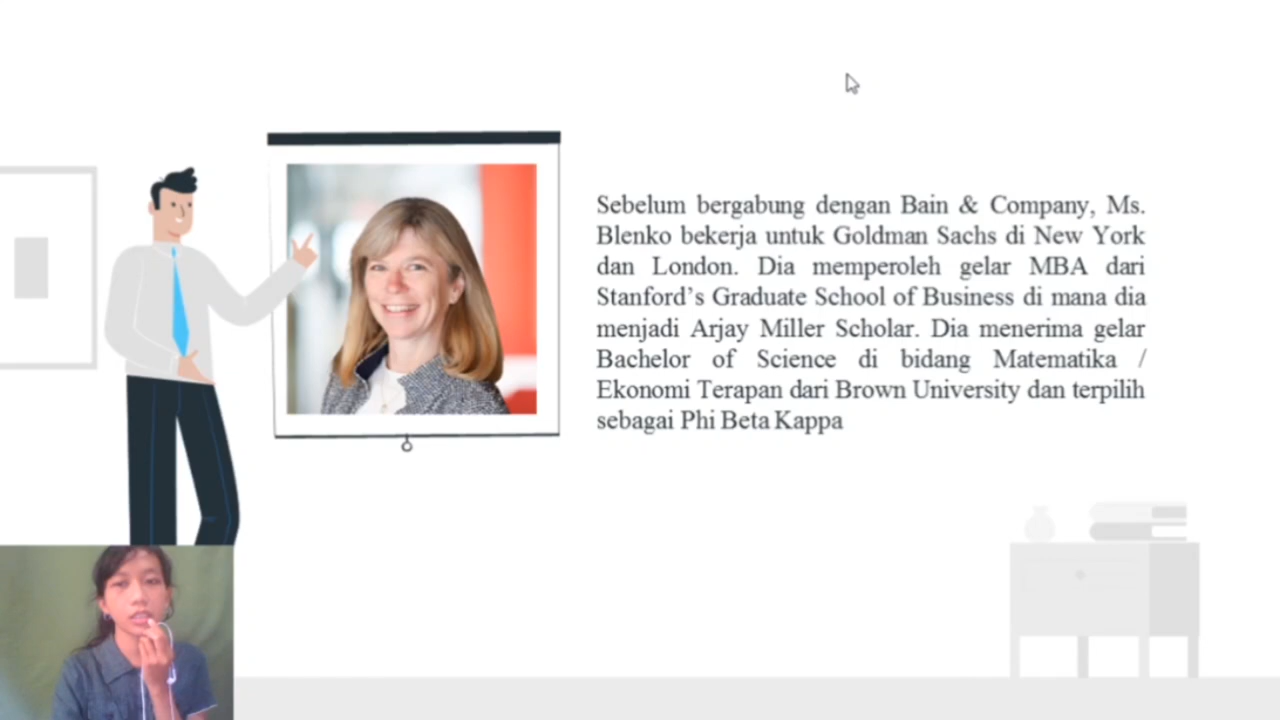 Sebelum bergabung dengan Bain & Company, Ms.
Blenko bekerja untuk Goldman Sachs di New York
dan London. Dia memperoleh gelar MBA dari
Stanford’s Graduate School of Business di mana dia
menjadi Arjay Miller Scholar. Dia menerima gelar
Bachelor of Science di bidang Matematika /
Ekonomi Terapan dari Brown University dan terpilih
sebagai Phi Beta Kappa